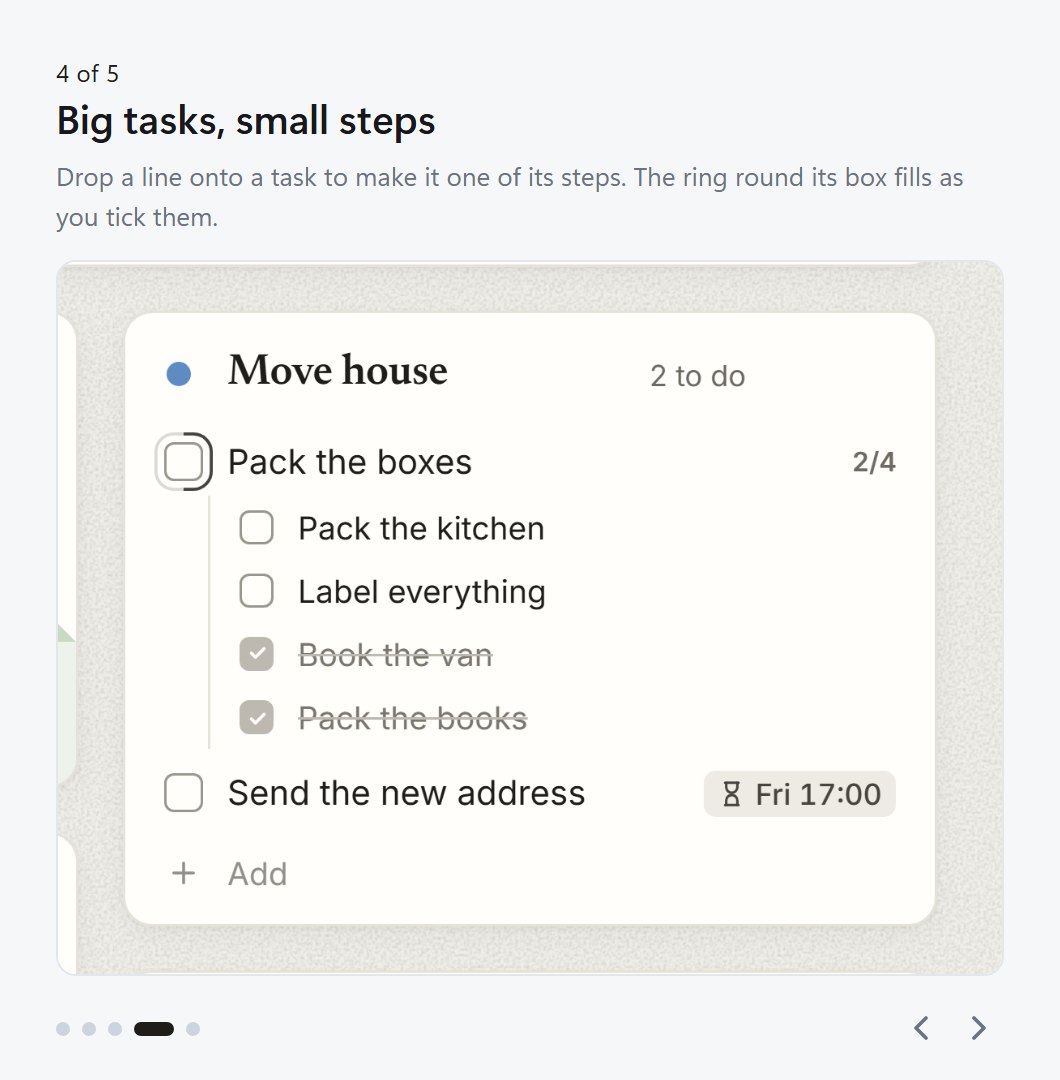 4 of 5
Big tasks, small steps
Drop a line onto a task to make it one of its steps. The ring round its box fills as
you tick them.
Move house 2 to do
Pack the boxes 2/4
Pack the kitchen
Label everything
Book the van
Pack the books
Send the new address Fri 17:00
+ Add